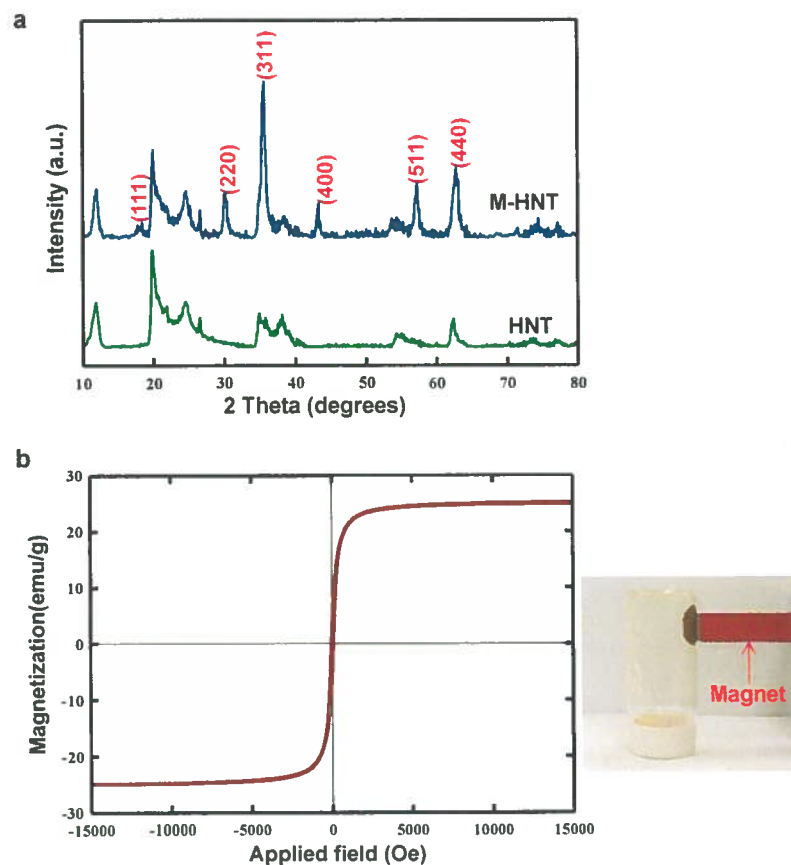 a
Intensity (a.u.)
(111)
(220)
(311)
(400)
(511)
(440)
M-HNT
HNT
10 20 30 40 50 60 70 80
2 Theta (degrees)
b
Magnetization(emu/g)
30
20
10
0
-10
-20
-30
-15000 -10000 -5000 0 5000 10000 15000
Applied field (Oe)
Magnet